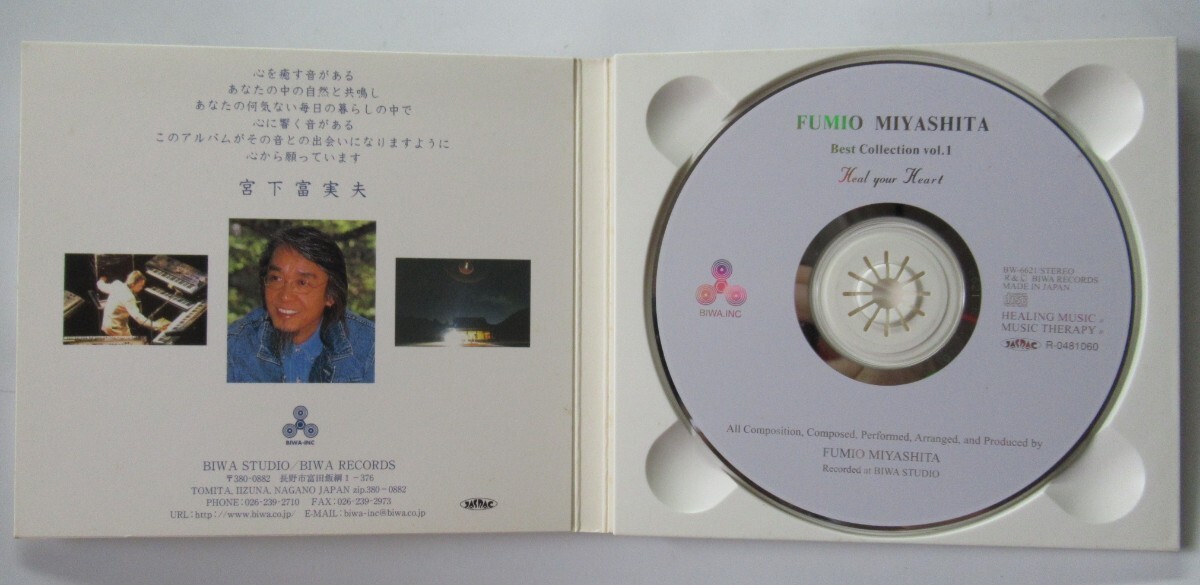 心を癒す音がある
あなたの中の自然と共鳴し
あなたの何気ない毎日の暮らしの中で
心に響く音がある
このアルバムがその音との出会いになりますように
心から願っています
宮下富実夫
BIWA-INC
BIWA STUDIO/BIWA RECORDS
〒380-0882 長野市富田飯綱1-376
TOMITA, IIZUNA, NAGANO JAPAN zip.380-0882
PHONE:026-239-2710 FAX:026-239-2973
URL:http://www.biwa.co.jp/ E-MAIL:biwa-inc@biwa.co.jp
JASRAC
FUMIO MIYASHITA
Best Collection vol.1
Heal your Heart
BIWA.INC
BW-6621/STEREO
℗&© BIWA RECORDS
MADE IN JAPAN
HEALING MUSIC®
MUSIC THERAPY®
JASRAC R-0481060
All Composition, Composed, Performed, Arranged, and Produced by
FUMIO MIYASHITA
Recorded at BIWA STUDIO